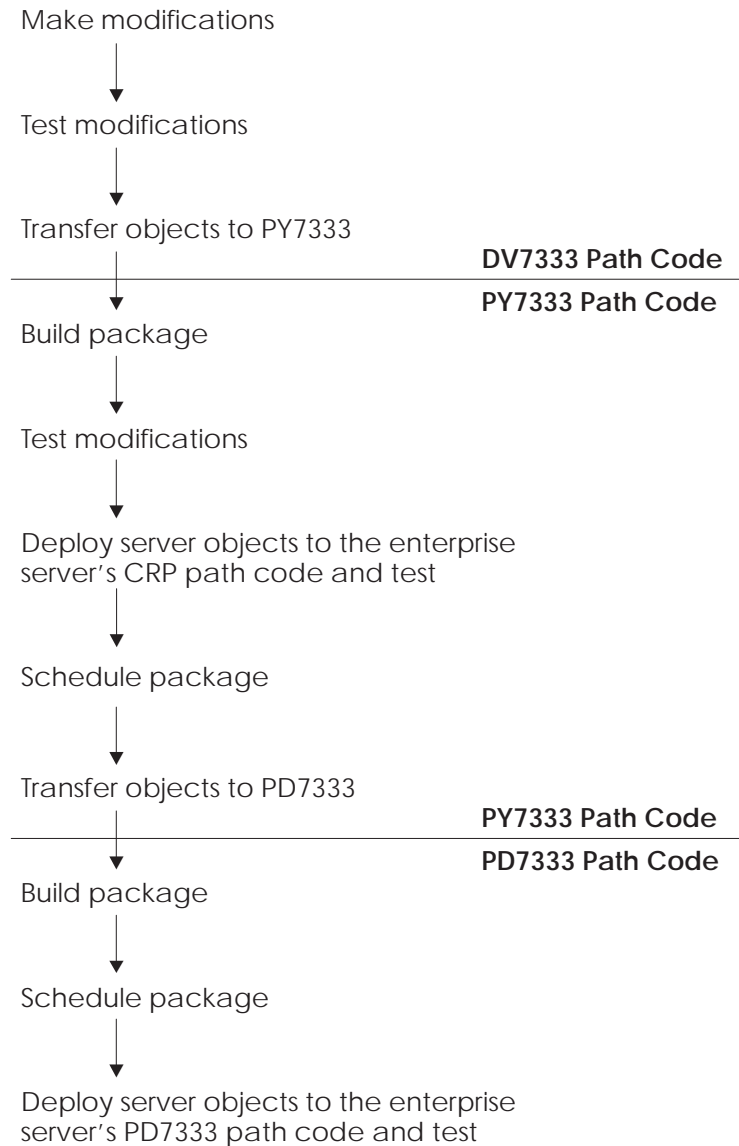 Make modifications
Test modifications
Transfer objects to PY7333
DV7333 Path Code
PY7333 Path Code
Build package
Test modifications
Deploy server objects to the enterprise
server’s CRP path code and test
Schedule package
Transfer objects to PD7333
PY7333 Path Code
PD7333 Path Code
Build package
Schedule package
Deploy server objects to the enterprise
server’s PD7333 path code and test